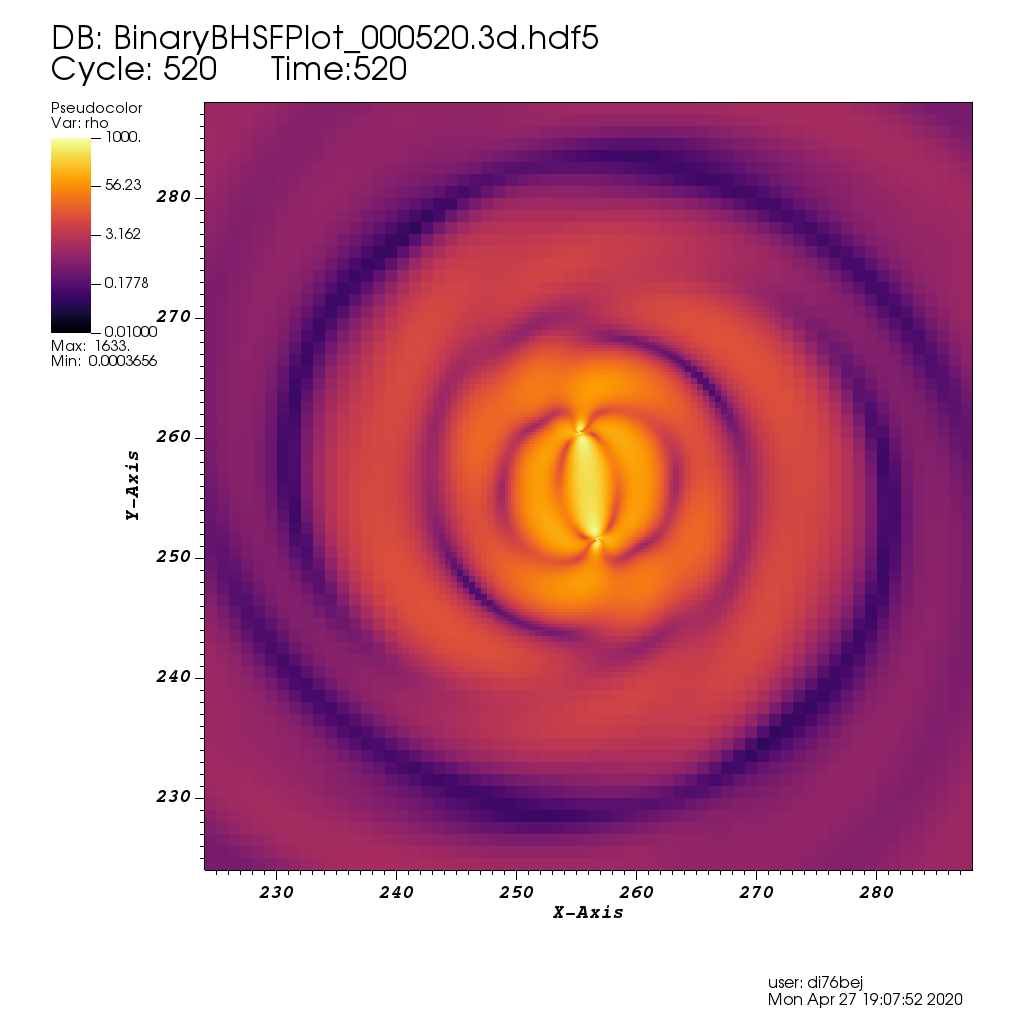 DB: BinaryBHSFPlot_000520.3d.hdf5
Cycle: 520 Time:520
Pseudocolor
Var: rho
1000.
56.23
3.162
0.1778
0.01000
Max: 1633.
Min: 0.0003656
280
270
260
250
240
230
Y-Axis
230 240 250 260 270 280
X-Axis
user: di76bej
Mon Apr 27 19:07:52 2020